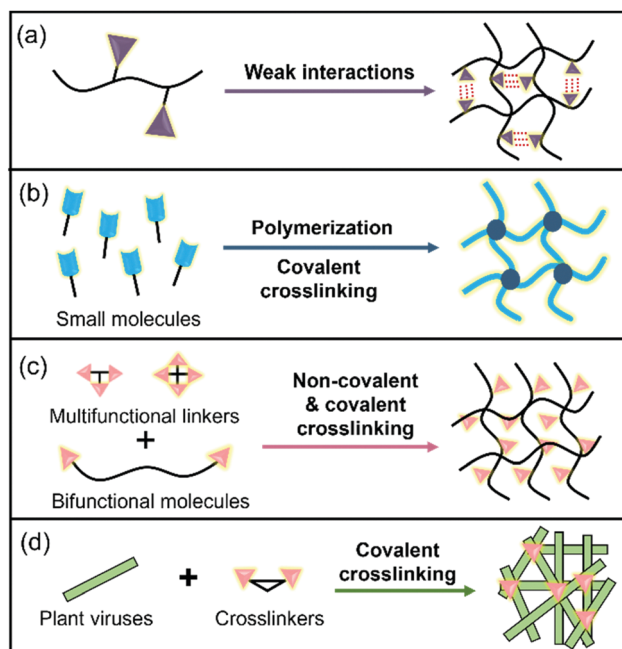 (a)
Weak interactions
(b)
Polymerization
Covalent
crosslinking
Small molecules
(c)
Multifunctional linkers
+
Bifunctional molecules
Non-covalent
& covalent
crosslinking
(d)
Plant viruses
+
Crosslinkers
Covalent
crosslinking